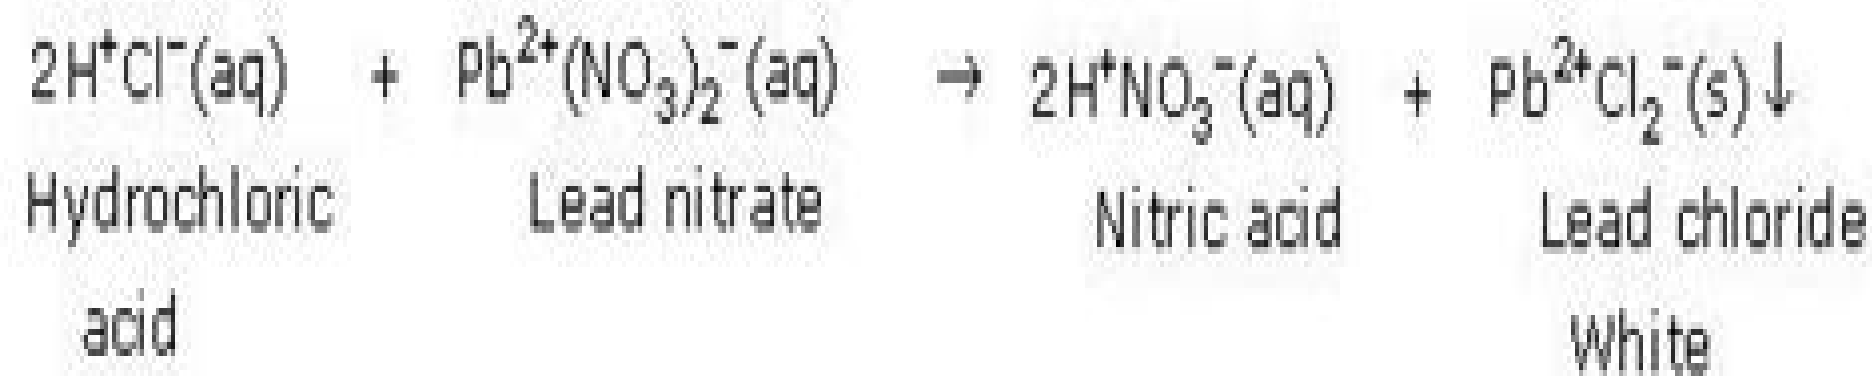 2H⁺Cl⁻(aq) + Pb²⁺(NO₃)₂⁻(aq) → 2H⁺NO₃⁻(aq) + Pb²⁺Cl₂⁻(s)↓
Hydrochloric Lead nitrate Nitric acid Lead chloride
acid White